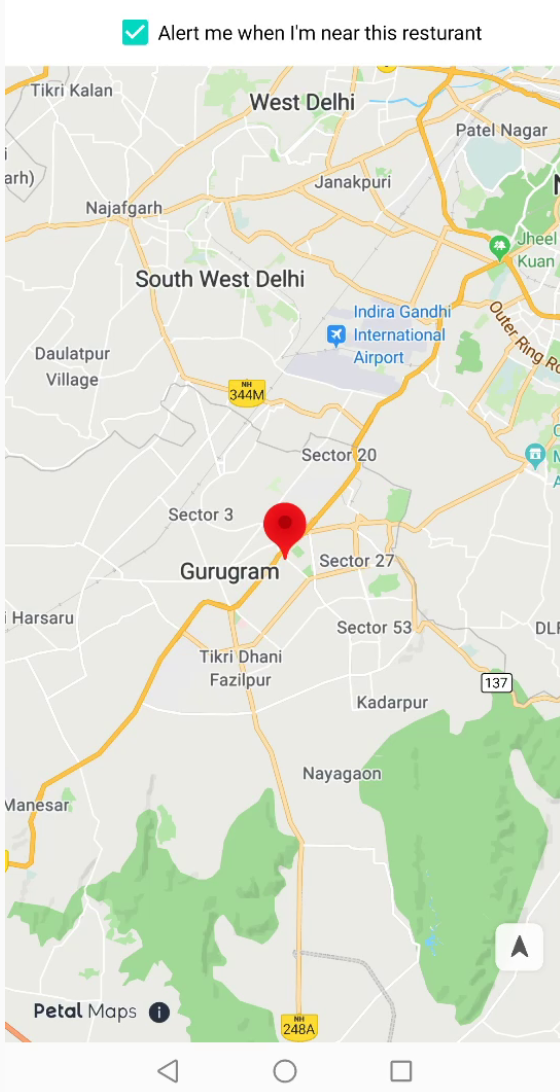 Alert me when I'm near this resturant
Tikri Kalan
West Delhi
Patel Nagar
arh)
Janakpuri
Najafgarh
Jheel
Kuan
South West Delhi
Indira Gandhi
International
Airport
Outer Ring Ro
Daulatpur
Village
NH
344M
Sector 20
Sector 3
Gurugram
Sector 27
i Harsaru
Sector 53
DLF
Tikri Dhani
Fazilpur
137
Kadarpur
Nayagaon
Manesar
Petal Maps
NH
248A